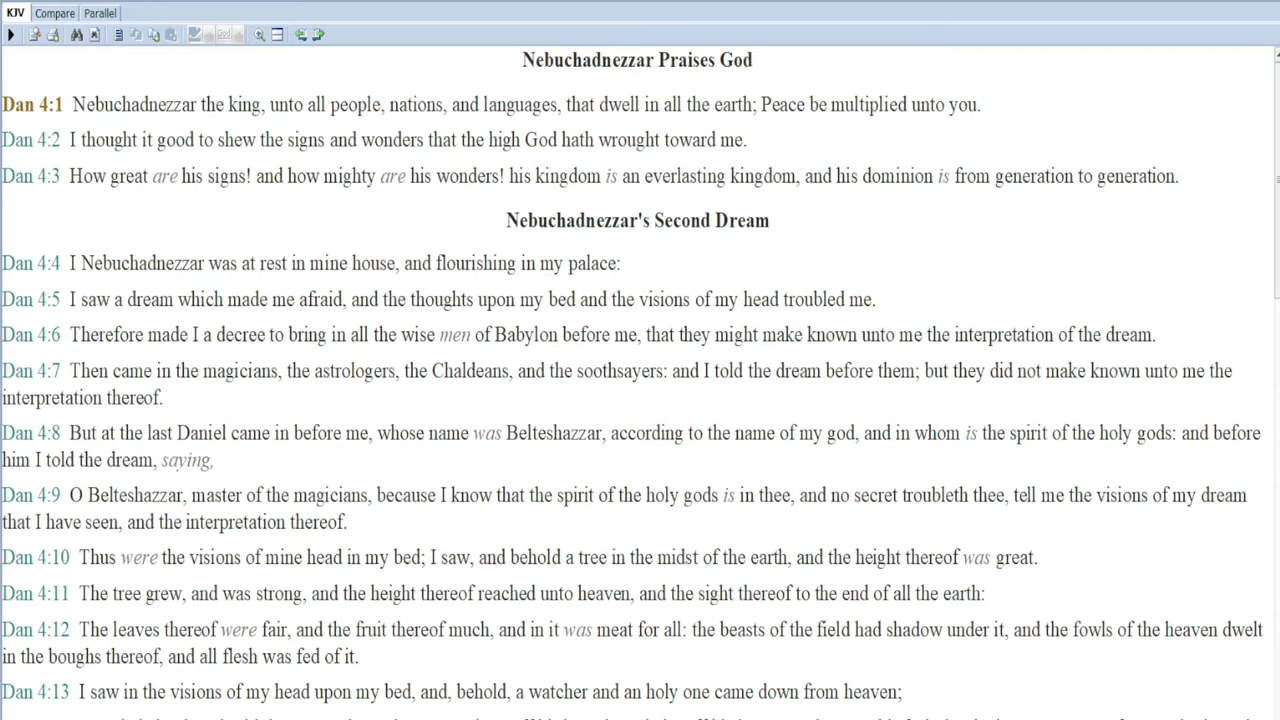 KJV Compare Parallel
Nebuchadnezzar Praises God
Dan 4:1 Nebuchadnezzar the king, unto all people, nations, and languages, that dwell in all the earth; Peace be multiplied unto you.
Dan 4:2 I thought it good to shew the signs and wonders that the high God hath wrought toward me.
Dan 4:3 How great are his signs! and how mighty are his wonders! his kingdom is an everlasting kingdom, and his dominion is from generation to generation.
Nebuchadnezzar's Second Dream
Dan 4:4 I Nebuchadnezzar was at rest in mine house, and flourishing in my palace:
Dan 4:5 I saw a dream which made me afraid, and the thoughts upon my bed and the visions of my head troubled me.
Dan 4:6 Therefore made I a decree to bring in all the wise men of Babylon before me, that they might make known unto me the interpretation of the dream.
Dan 4:7 Then came in the magicians, the astrologers, the Chaldeans, and the soothsayers: and I told the dream before them; but they did not make known unto me the
interpretation thereof.
Dan 4:8 But at the last Daniel came in before me, whose name was Belteshazzar, according to the name of my god, and in whom is the spirit of the holy gods: and before
him I told the dream, saying,
Dan 4:9 O Belteshazzar, master of the magicians, because I know that the spirit of the holy gods is in thee, and no secret troubleth thee, tell me the visions of my dream
that I have seen, and the interpretation thereof.
Dan 4:10 Thus were the visions of mine head in my bed; I saw, and behold a tree in the midst of the earth, and the height thereof was great.
Dan 4:11 The tree grew, and was strong, and the height thereof reached unto heaven, and the sight thereof to the end of all the earth:
Dan 4:12 The leaves thereof were fair, and the fruit thereof much, and in it was meat for all: the beasts of the field had shadow under it, and the fowls of the heaven dwelt
in the boughs thereof, and all flesh was fed of it.
Dan 4:13 I saw in the visions of my head upon my bed, and, behold, a watcher and an holy one came down from heaven;